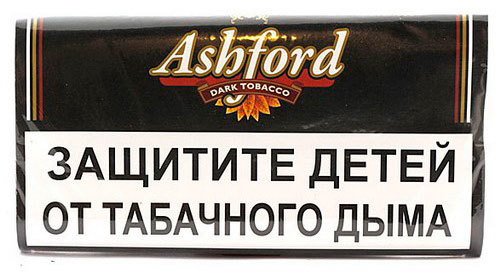 Ashford
DARK TOBACCO
ЗАЩИТИТЕ ДЕТЕЙ
ОТ ТАБАЧНОГО ДЫМА